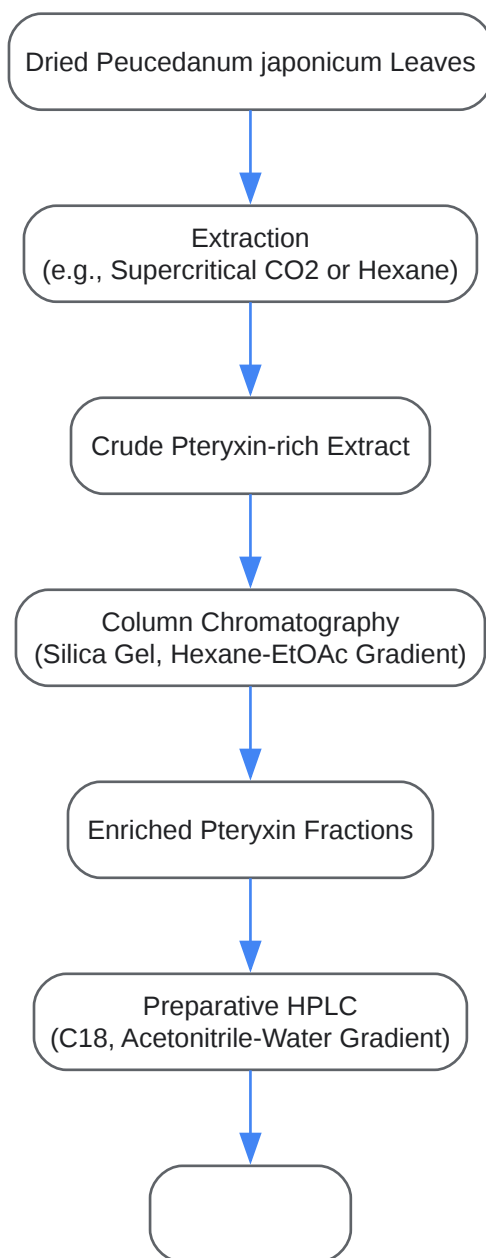 Dried Peucedanum japonicum Leaves
Extraction
(e.g., Supercritical CO2 or Hexane)
Crude Pteryxin-rich Extract
Column Chromatography
(Silica Gel, Hexane-EtOAc Gradient)
Enriched Pteryxin Fractions
Preparative HPLC
(C18, Acetonitrile-Water Gradient)